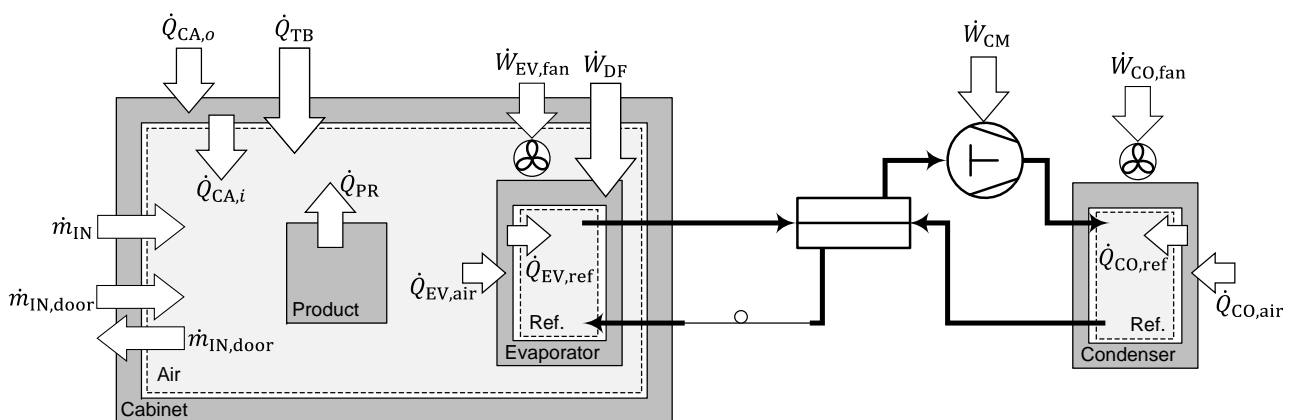 Q̇CA,o
Q̇TB
ẆEV,fan
ẆDF
ẆCM
ẆCO,fan
Q̇CA,i
Q̇PR
ṁIN
Q̇EV,ref
Q̇CO,ref
Q̇EV,air
Q̇CO,air
ṁIN,door
Product
Ref.
Ref.
ṁIN,door
Evaporator
Condenser
Air
Cabinet